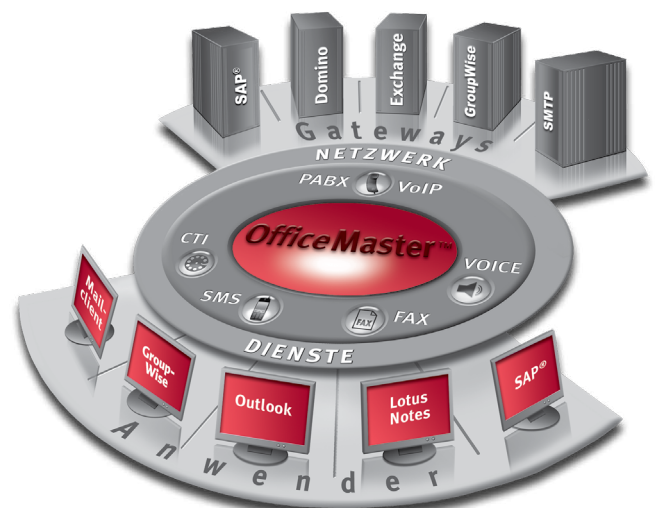 SAP®
Domino
Exchange
GroupWise
SMTP
Gateways
NETZWERK
PABX VoIP
OfficeMaster™
CTI
VOICE
SMS
FAX
FAX
DIENSTE
Mail-
client
Group-
Wise
Outlook
Lotus
Notes
SAP®
Anwender